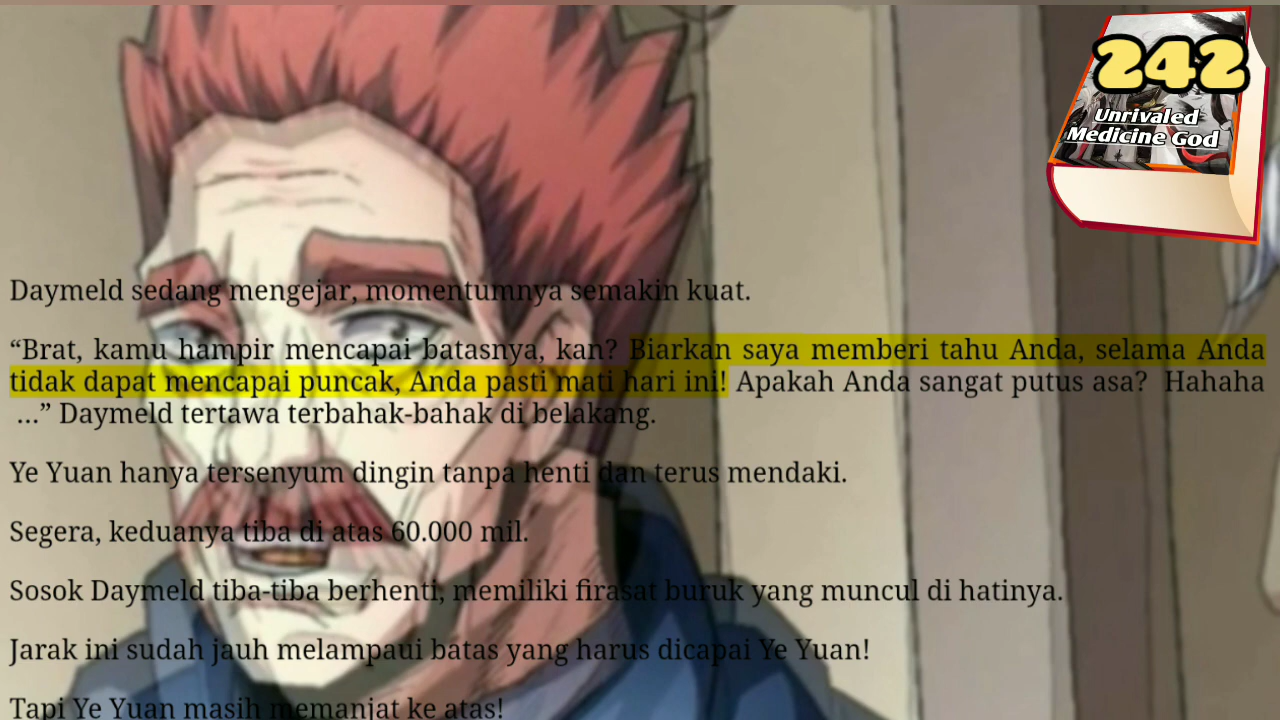 242
Unrivaled
Medicine God
Daymeld sedang mengejar, momentumnya semakin kuat.
“Brat, kamu hampir mencapai batasnya, kan? Biarkan saya memberi tahu Anda, selama Anda
tidak dapat mencapai puncak, Anda pasti mati hari ini! Apakah Anda sangat putus asa? Hahaha
…” Daymeld tertawa terbahak-bahak di belakang.
Ye Yuan hanya tersenyum dingin tanpa henti dan terus mendaki.
Segera, keduanya tiba di atas 60.000 mil.
Sosok Daymeld tiba-tiba berhenti, memiliki firasat buruk yang muncul di hatinya.
Jarak ini sudah jauh melampaui batas yang harus dicapai Ye Yuan!
Tapi Ye Yuan masih memanjat ke atas!